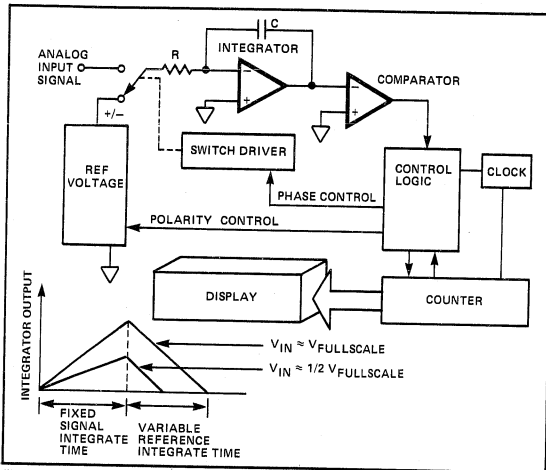 C
R
INTEGRATOR
ANALOG
INPUT
SIGNAL
COMPARATOR
−
+
−
+
+/−
REF
VOLTAGE
SWITCH DRIVER
CONTROL
LOGIC
CLOCK
PHASE CONTROL
POLARITY CONTROL
DISPLAY
COUNTER
INTEGRATOR OUTPUT
VIN ≈ VFULLSCALE
VIN ≈ 1/2 VFULLSCALE
FIXED
SIGNAL
INTEGRATE
TIME
VARIABLE
REFERENCE
INTEGRATE TIME